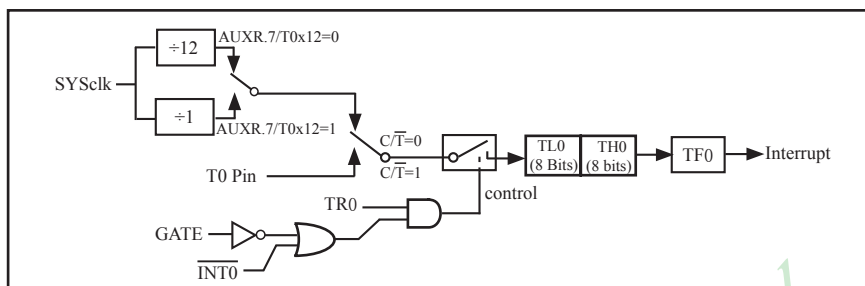 ÷12
AUXR.7/T0x12=0
SYSclk
÷1
AUXR.7/T0x12=1
C/T̅=0
C/T̅=1
T0 Pin
TL0
(8 Bits)
TH0
(8 bits)
TF0
Interrupt
control
TR0
GATE
I̅N̅T̅0̅